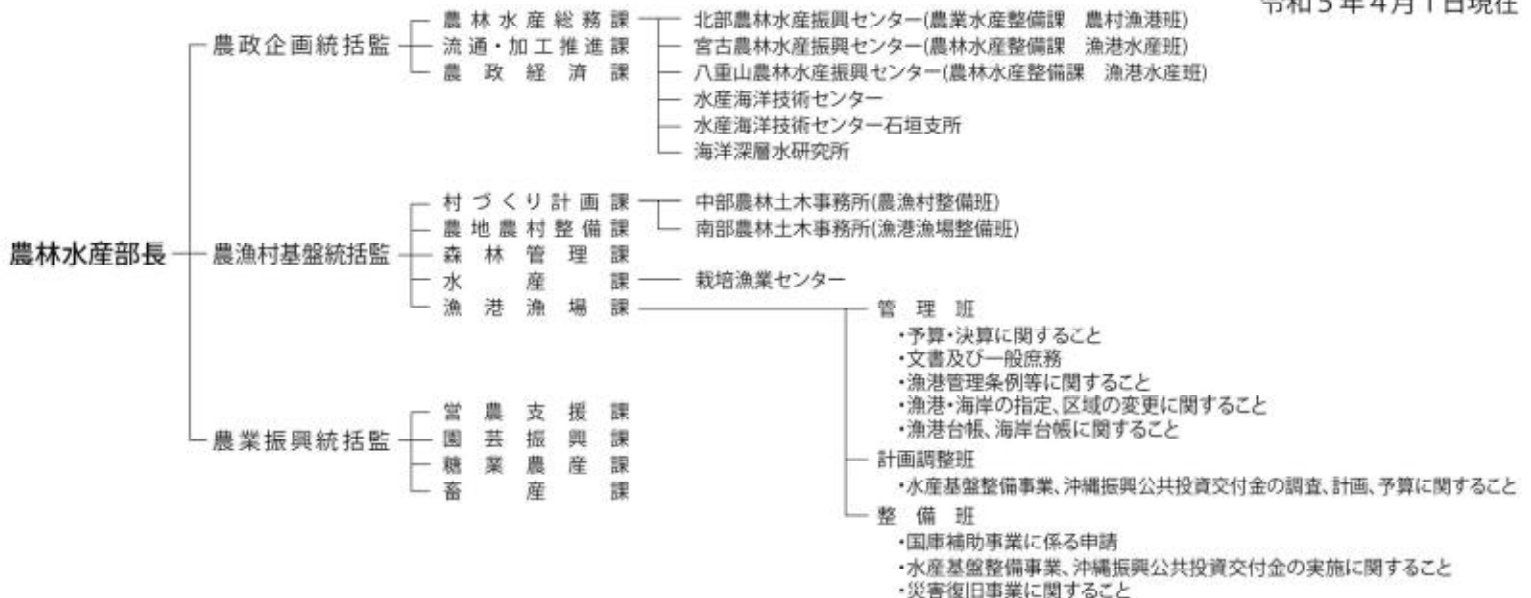 令和5年4月1日現在
農林水産部長
農政企画統括監
農林水産総務課
流通・加工推進課
農政経済課
北部農林水産振興センター(農業水産整備課　農村漁港班)
宮古農林水産振興センター(農林水産整備課　漁港水産班)
八重山農林水産振興センター(農林水産整備課　漁港水産班)
水産海洋技術センター
水産海洋技術センター石垣支所
海洋深層水研究所
農漁村基盤統括監
村づくり計画課
農地農村整備課
森林管理課
水産課
漁港漁場課
中部農林土木事務所(農漁村整備班)
南部農林土木事務所(漁港漁場整備班)
栽培漁業センター
管理班
・予算・決算に関すること
・文書及び一般庶務
・漁港管理条例等に関すること
・漁港・海岸の指定、区域の変更に関すること
・漁港台帳、海岸台帳に関すること
計画調整班
・水産基盤整備事業、沖縄振興公共投資交付金の調査、計画、予算に関すること
整備班
・国庫補助事業に係る申請
・水産基盤整備事業、沖縄振興公共投資交付金の実施に関すること
・災害復旧事業に関すること
農業振興統括監
営農支援課
園芸振興課
糖業農産課
畜産課